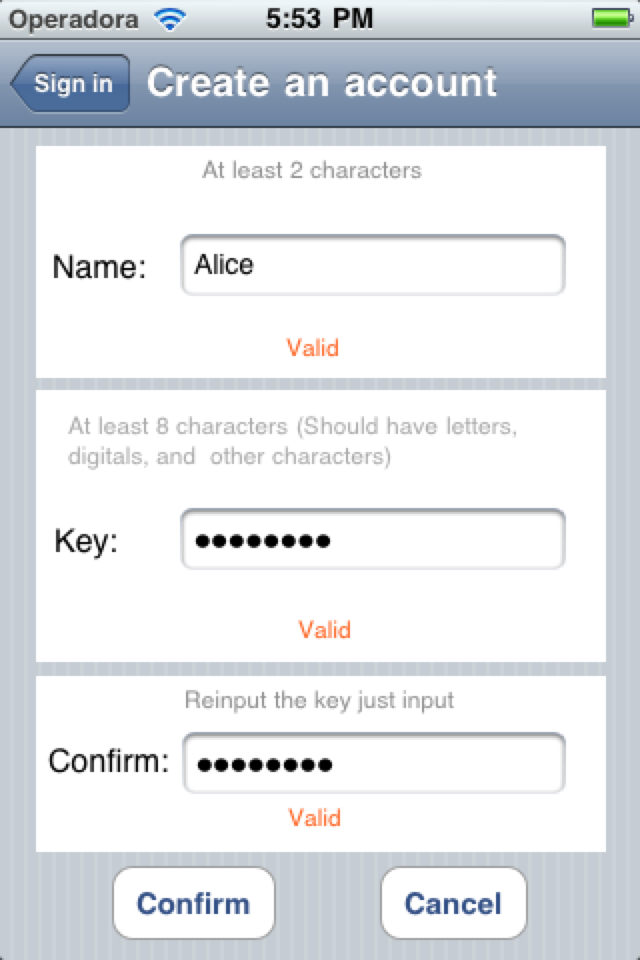 Operadora 5:53 PM
Sign in Create an account
At least 2 characters
Name: Alice
Valid
At least 8 characters (Should have letters,
digitals, and other characters)
Key: ••••••••
Valid
Reinput the key just input
Confirm: ••••••••
Valid
Confirm Cancel